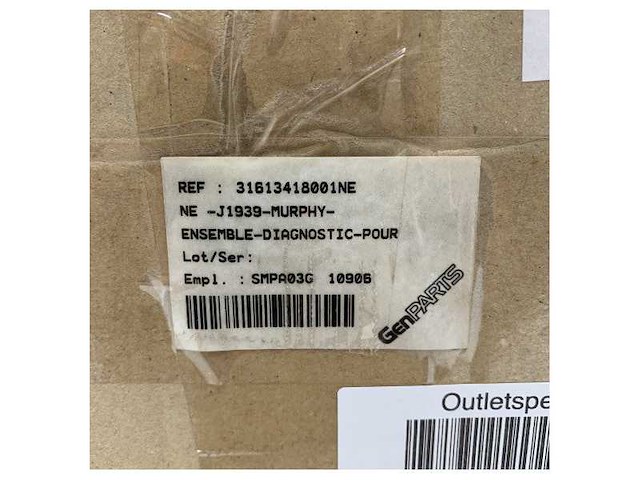 REF : 31613418001NE
NE -J1939-MURPHY-
ENSEMBLE-DIAGNOSTIC-POUR
Lot/Ser:
Empl. : SMPA03G 10906
GenPARTS
Outletspe